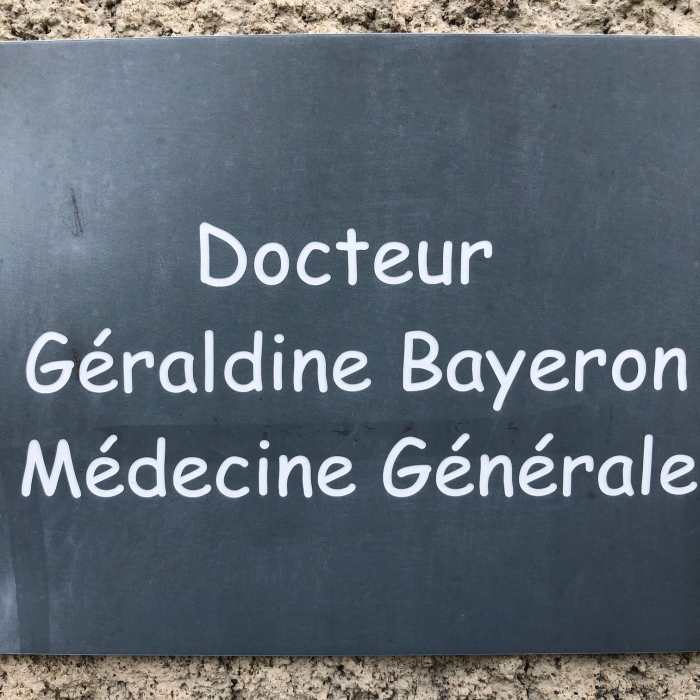 Docteur
Géraldine Bayeron
Médecine Générale